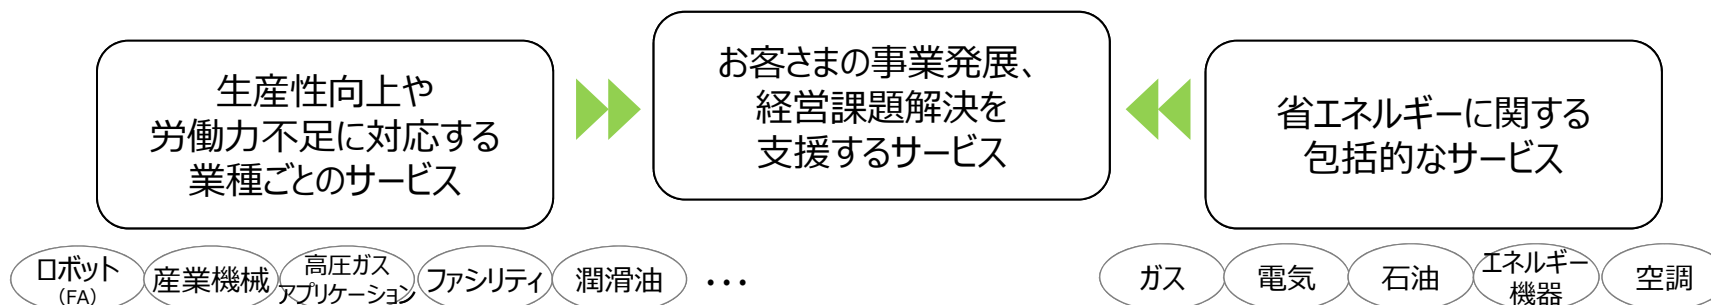 生産性向上や
労働力不足に対応する
業種ごとのサービス
お客さまの事業発展、
経営課題解決を
支援するサービス
省エネルギーに関する
包括的なサービス
ロボット
（FA）
産業機械
高圧ガス
アプリケーション
ファシリティ
潤滑油
・・・
ガス
電気
石油
エネルギー
機器
空調